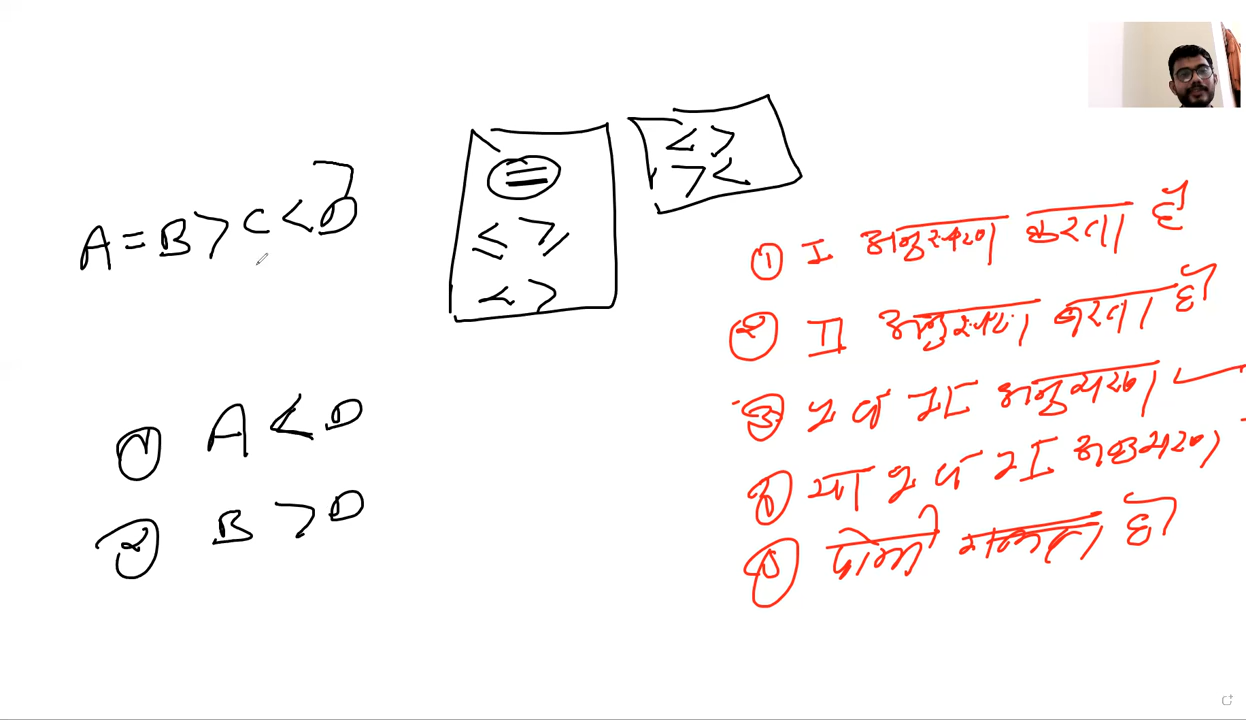 A = B > C < D
=
≤ ≥
< >
< >
> <
① A < D
② B > D
① I अनुसरण करता है
② II अनुसरण करता है
③ I व II अनुसरण ✓
④ या I व II अनुसरण
⑤ दोनों गलत है